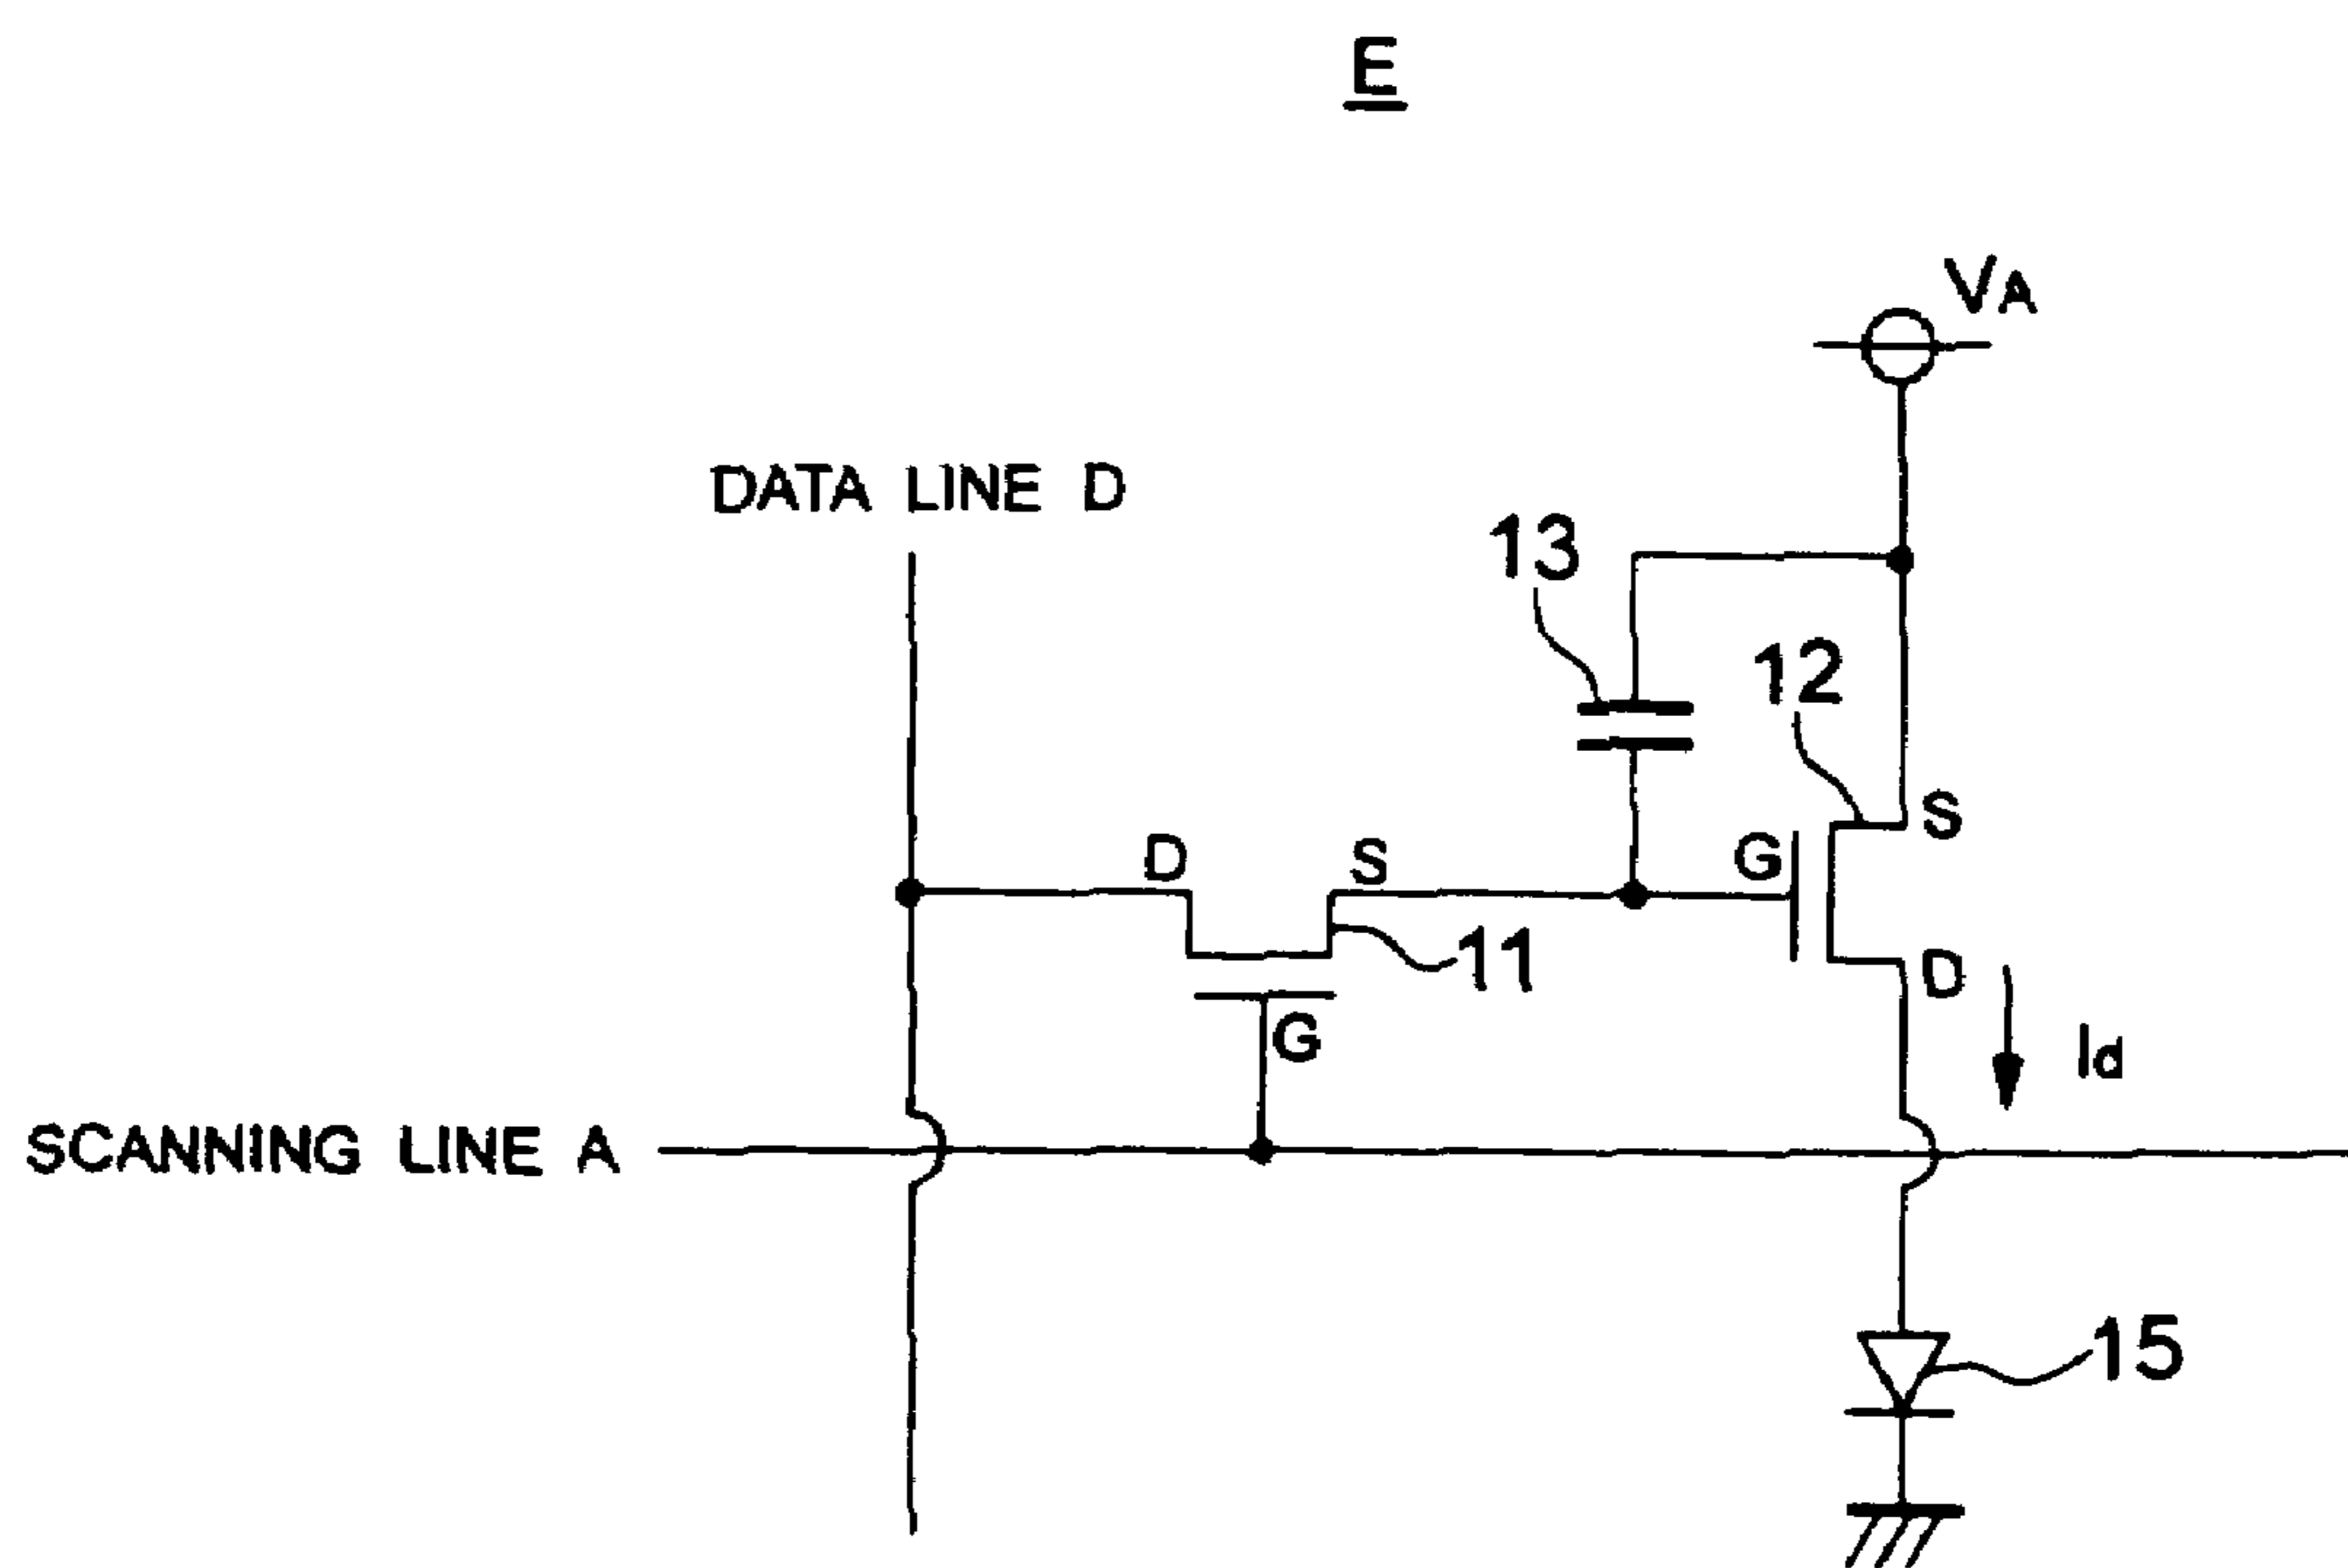 E
VA
DATA LINE D
13
12
S
G
D
S
11
D
G
Id
SCANNING LINE A
15